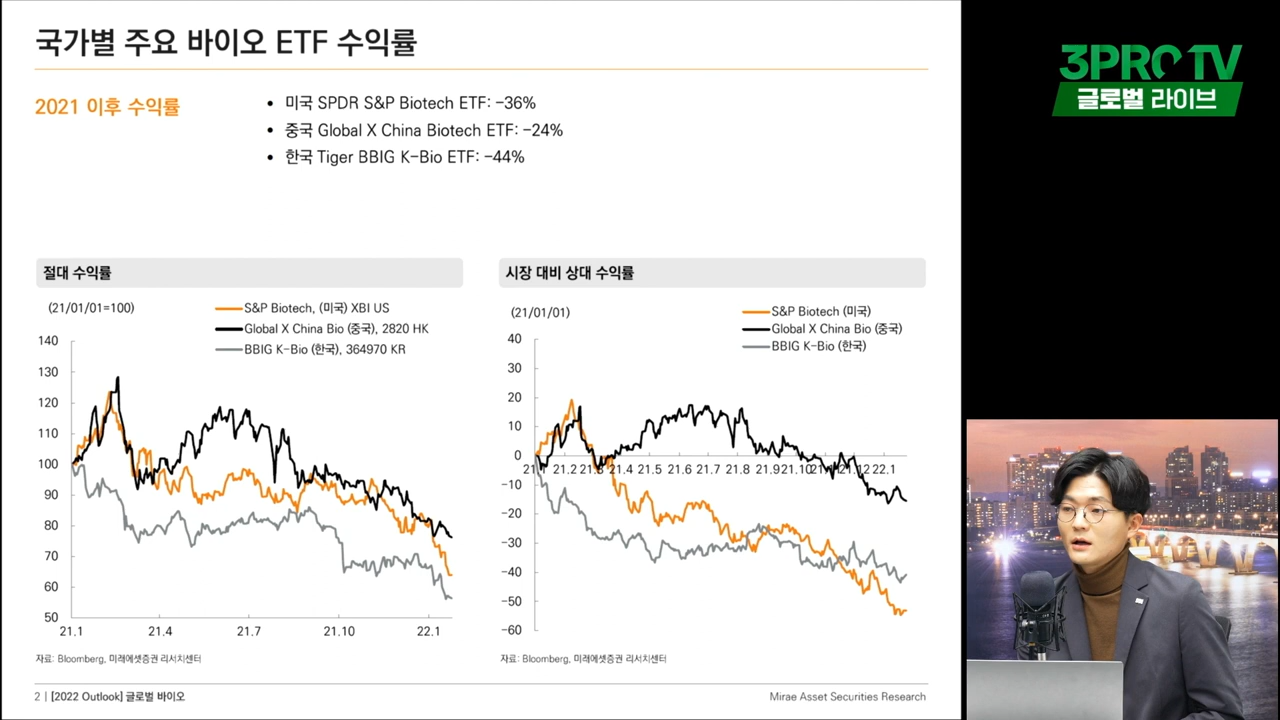 국가별 주요 바이오 ETF 수익률
3PRO TV
글로벌 라이브
2021 이후 수익률
• 미국 SPDR S&P Biotech ETF: -36%
• 중국 Global X China Biotech ETF: -24%
• 한국 Tiger BBIG K-Bio ETF: -44%
절대 수익률
(21/01/01=100)
S&P Biotech, (미국) XBI US
Global X China Bio (중국), 2820 HK
BBIG K-Bio (한국), 364970 KR
140
130
120
110
100
90
80
70
60
50
21.1 21.4 21.7 21.10 22.1
자료: Bloomberg, 미래에셋증권 리서치센터
시장 대비 상대 수익률
(21/01/01)
S&P Biotech (미국)
Global X China Bio (중국)
BBIG K-Bio (한국)
40
30
20
10
0
-10
-20
-30
-40
-50
-60
21.2 21.4 21.5 21.6 21.7 21.8 21.9 21.10 22.1
자료: Bloomberg, 미래에셋증권 리서치센터
2 | [2022 Outlook] 글로벌 바이오
Mirae Asset Securities Research